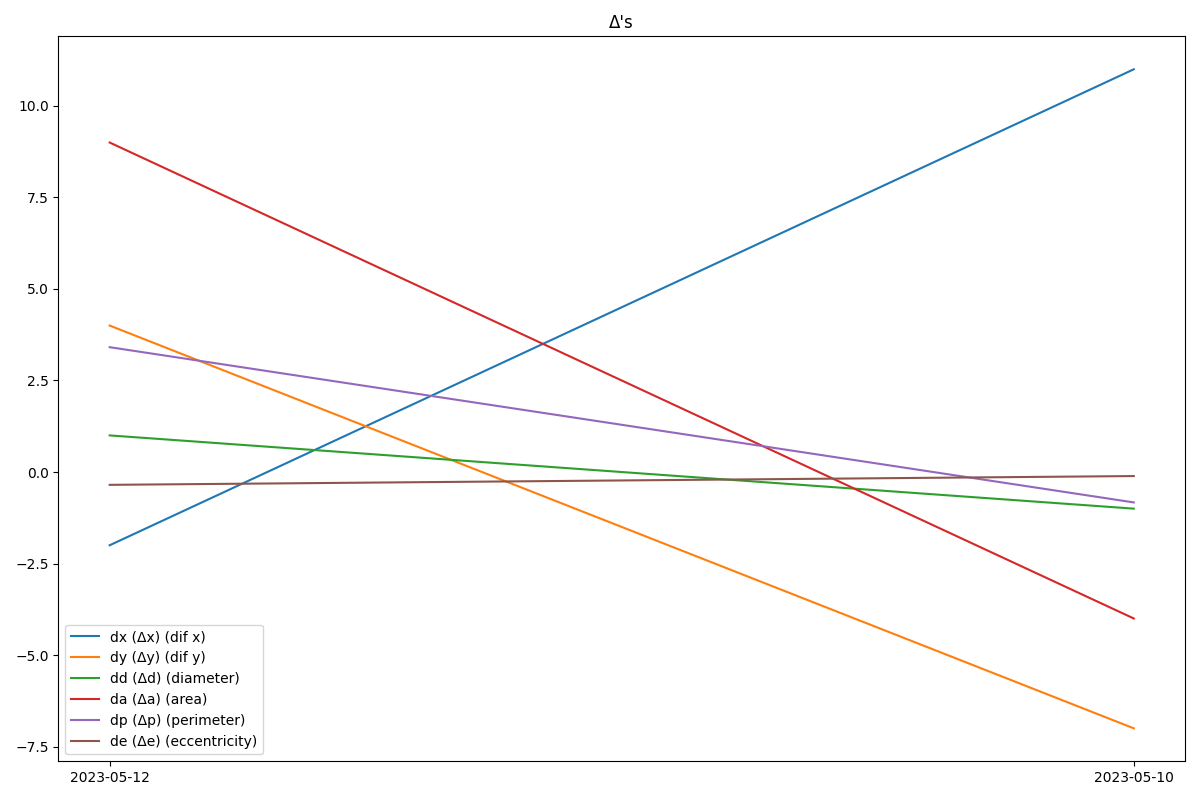 Δ's
10.0
7.5
5.0
2.5
0.0
−2.5
−5.0
−7.5
dx (Δx) (dif x)
dy (Δy) (dif y)
dd (Δd) (diameter)
da (Δa) (area)
dp (Δp) (perimeter)
de (Δe) (eccentricity)
2023-05-12
2023-05-10